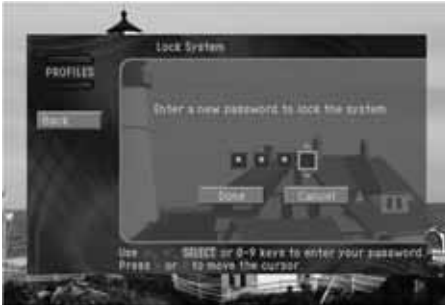 Lock System
PROFILES
Enter a new password to lock the system
Back
* * *
Done
Cancel
Use SELECT or 0-9 keys to enter your password.
Press or to move the cursor